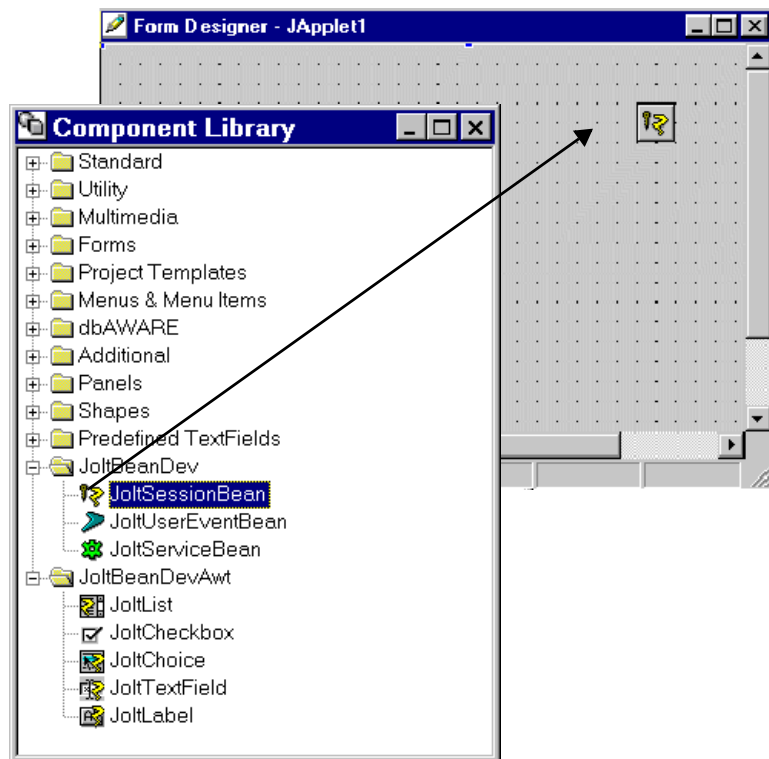 Form Designer - JApplet1
Component Library
Standard
Utility
Multimedia
Forms
Project Templates
Menus & Menu Items
dbAWARE
Additional
Panels
Shapes
Predefined TextFields
JoltBeanDev
JoltSessionBean
JoltUserEventBean
JoltServiceBean
JoltBeanDevAwt
JoltList
JoltCheckbox
JoltChoice
JoltTextField
JoltLabel